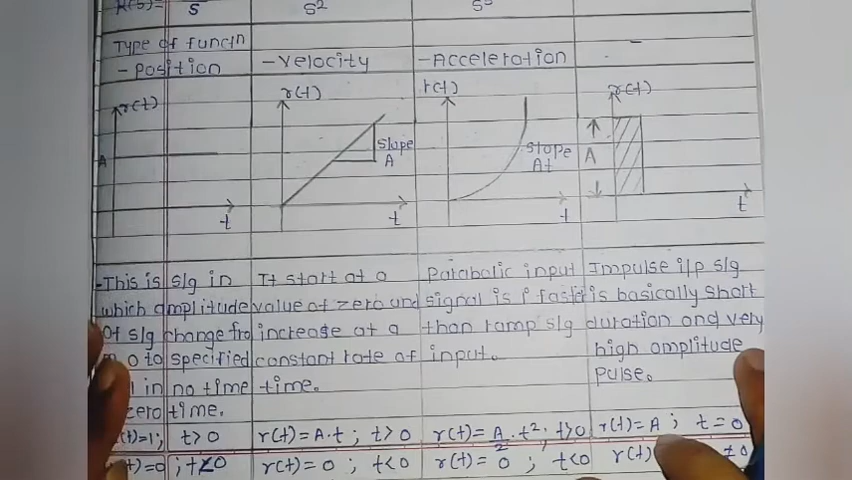 R(S)= S
S²
S³
Type of functn
- Position
- Velocity
- Acceleration
-
r(t)
A
t
r(t)
slope
A
t
r(t)
slope
At
t
r(t)
A
t
-This is s/g in
which amplitude
of s/g change fro
0 to specified
in no time
zero time.
It start at a
value of zero and
increase at a
constant rate of
time.
Parabolic input
signal is faster
than ramp s/g
input.
Impulse i/p s/g
is basically short
duration and very
high amplitude
pulse.
(t)=1; t>0
r(t)=A.t ; t>0
r(t)= A/2 . t²; t>0
r(t)=A ; t=0
t)=0 ; t<0
r(t)=0 ; t<0
r(t)= 0 ; t<0
r(t) ≠0